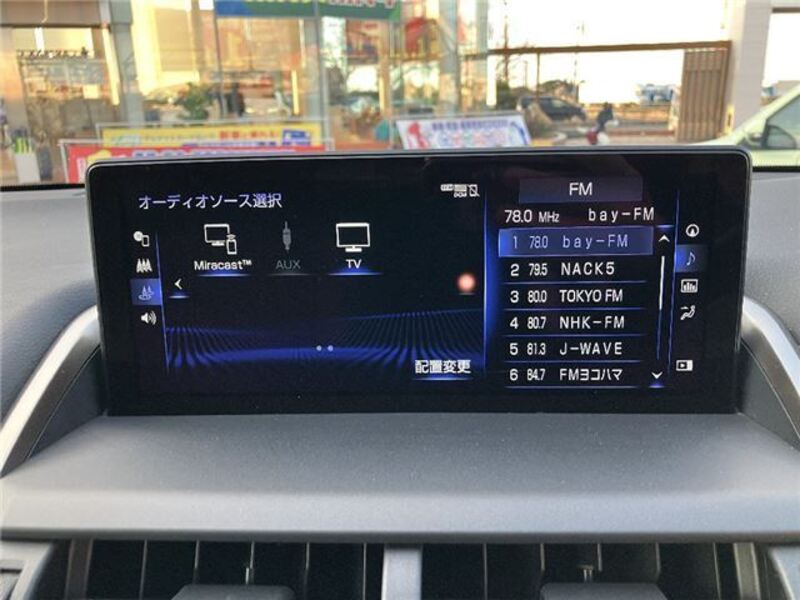 オーディオソース選択
Miracast™
AUX
TV
配置変更
DCM
FM
78.0 MHz bay-FM
1 78.0 bay-FM
2 79.5 NACK5
3 80.0 TOKYO FM
4 80.7 NHK-FM
5 81.3 J-WAVE
6 84.7 FMヨコハマ